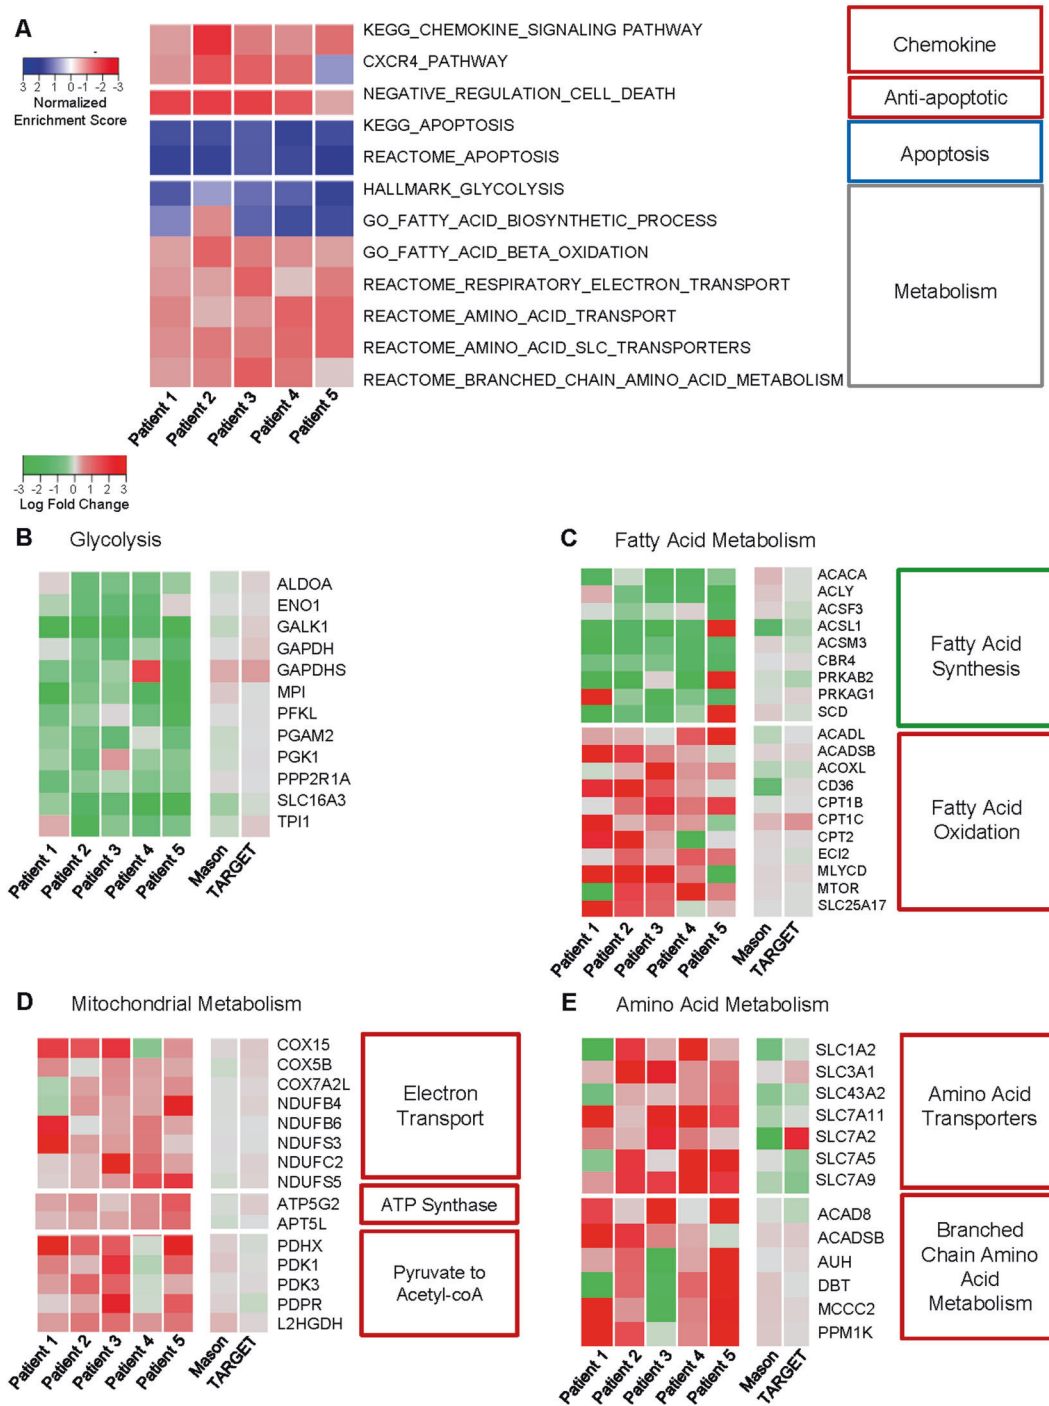 A
3 2 1 0 -1 -2 -3
Normalized
Enrichment Score
KEGG_CHEMOKINE_SIGNALING PATHWAY
CXCR4_PATHWAY
NEGATIVE_REGULATION_CELL_DEATH
KEGG_APOPTOSIS
REACTOME_APOPTOSIS
HALLMARK_GLYCOLYSIS
GO_FATTY_ACID_BIOSYNTHETIC_PROCESS
GO_FATTY_ACID_BETA_OXIDATION
REACTOME_RESPIRATORY_ELECTRON_TRANSPORT
REACTOME_AMINO_ACID_TRANSPORT
REACTOME_AMINO_ACID_SLC_TRANSPORTERS
REACTOME_BRANCHED_CHAIN_AMINO_ACID_METABOLISM
Chemokine
Anti-apoptotic
Apoptosis
Metabolism
Patient 1
Patient 2
Patient 3
Patient 4
Patient 5
-3 -2 -1 0 1 2 3
Log Fold Change
B Glycolysis
ALDOA
ENO1
GALK1
GAPDH
GAPDHS
MPI
PFKL
PGAM2
PGK1
PPP2R1A
SLC16A3
TPI1
Patient 1
Patient 2
Patient 3
Patient 4
Patient 5
Mason
TARGET
C Fatty Acid Metabolism
ACACA
ACLY
ACSF3
ACSL1
ACSM3
CBR4
PRKAB2
PRKAG1
SCD
ACADL
ACADSB
ACOXL
CD36
CPT1B
CPT1C
CPT2
ECI2
MLYCD
MTOR
SLC25A17
Fatty Acid
Synthesis
Fatty Acid
Oxidation
Patient 1
Patient 2
Patient 3
Patient 4
Patient 5
Mason
TARGET
D Mitochondrial Metabolism
COX15
COX5B
COX7A2L
NDUFB4
NDUFB6
NDUFS3
NDUFC2
NDUFS5
ATP5G2
APT5L
PDHX
PDK1
PDK3
PDPR
L2HGDH
Electron
Transport
ATP Synthase
Pyruvate to
Acetyl-coA
Patient 1
Patient 2
Patient 3
Patient 4
Patient 5
Mason
TARGET
E Amino Acid Metabolism
SLC1A2
SLC3A1
SLC43A2
SLC7A11
SLC7A2
SLC7A5
SLC7A9
ACAD8
ACADSB
AUH
DBT
MCCC2
PPM1K
Amino Acid
Transporters
Branched
Chain Amino
Acid
Metabolism
Patient 1
Patient 2
Patient 3
Patient 4
Patient 5
Mason
TARGET